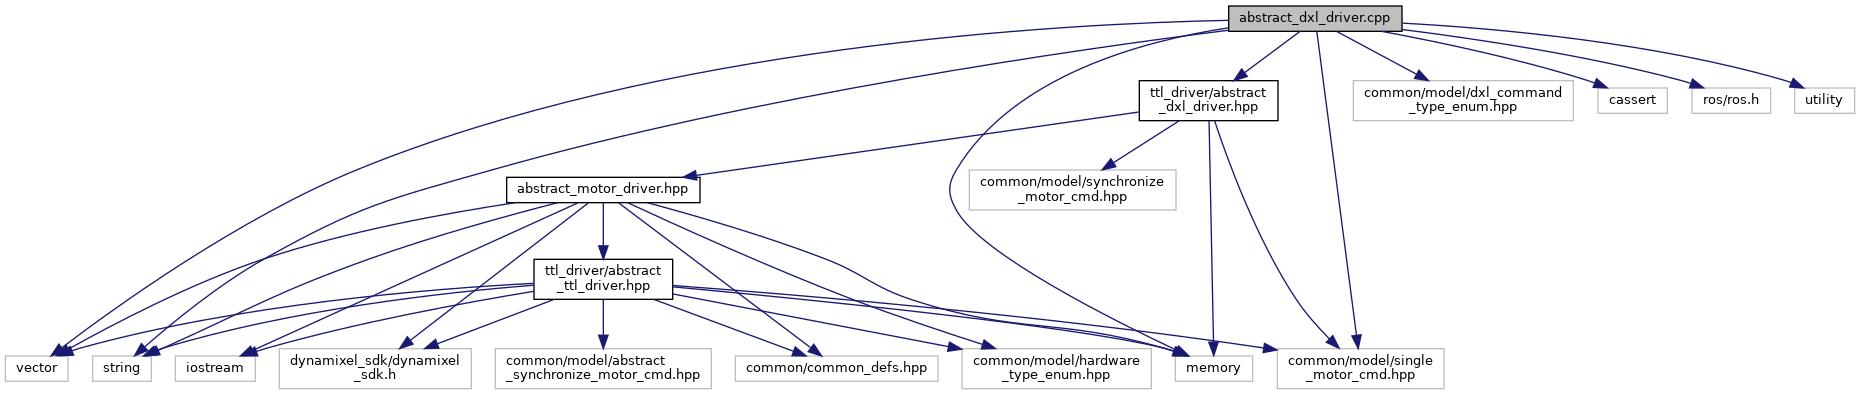 abstract_dxl_driver.cpp
ttl_driver/abstract
_dxl_driver.hpp
common/model/dxl_command
_type_enum.hpp
cassert
ros/ros.h
utility
common/model/synchronize
_motor_cmd.hpp
abstract_motor_driver.hpp
ttl_driver/abstract
_ttl_driver.hpp
vector
string
iostream
dynamixel_sdk/dynamixel
_sdk.h
common/model/abstract
_synchronize_motor_cmd.hpp
common/common_defs.hpp
common/model/hardware
_type_enum.hpp
memory
common/model/single
_motor_cmd.hpp